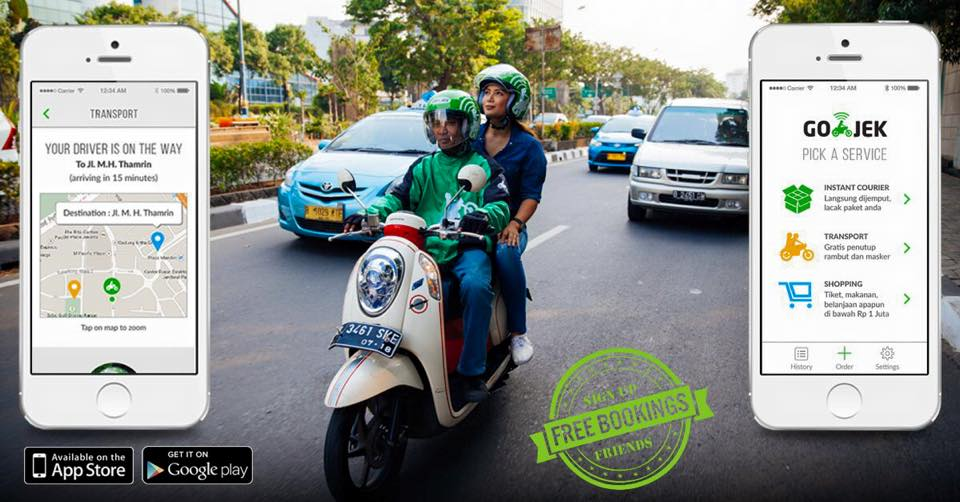 Carrier 12:34 AM 100%
TRANSPORT
YOUR DRIVER IS ON THE WAY
To Jl. M.H. Thamrin
(arriving in 15 minutes)
Destination : Jl. M. H. Thamrin
Tap on map to zoom
Available on the
App Store
GET IT ON
Google play
3461 SKE
07·18
SIGN UP
FREE BOOKINGS
FRIENDS
Carrier 12:34 AM 100%
GO JEK
PICK A SERVICE
INSTANT COURIER
Langsung dijemput,
lacak paket anda
TRANSPORT
Gratis penutup
rambut dan masker
SHOPPING
Tiket, makanan,
belanjaan apapun
di bawah Rp 1 Juta
History
Order
Settings